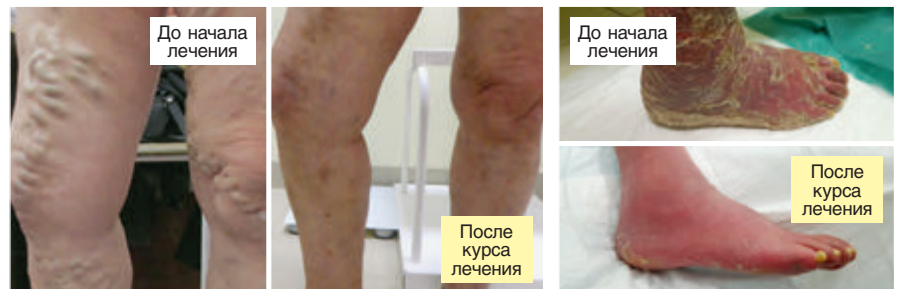 До начала
лечения
После
курса
лечения
До начала
лечения
После
курса
лечения